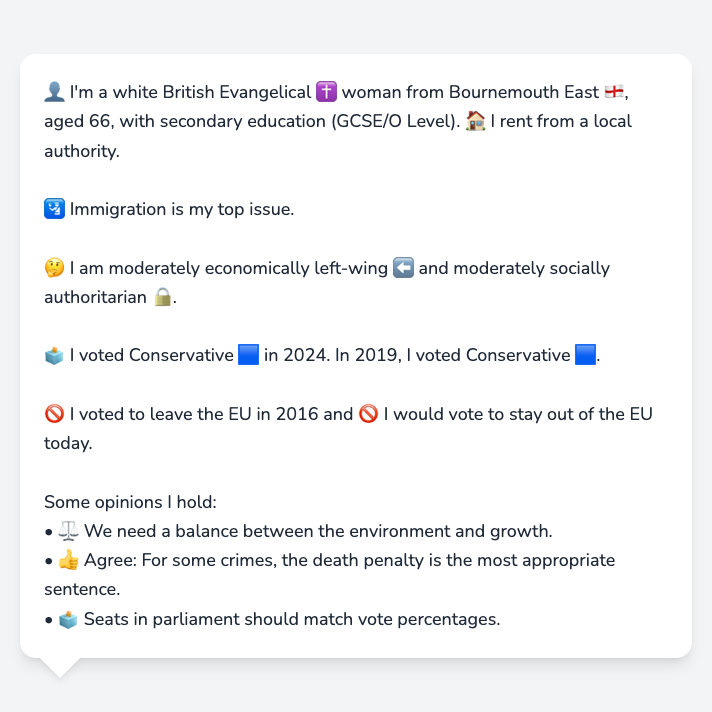 👤 I'm a white British Evangelical ✝️ woman from Bournemouth East 🏴󠁧󠁢󠁥󠁮󠁧󠁿,
aged 66, with secondary education (GCSE/O Level). 🏠 I rent from a local
authority.
🛂 Immigration is my top issue.
🤔 I am moderately economically left-wing ⬅️ and moderately socially
authoritarian 🔒.
🗳️ I voted Conservative 🟦 in 2024. In 2019, I voted Conservative 🟦.
🚫 I voted to leave the EU in 2016 and 🚫 I would vote to stay out of the EU
today.
Some opinions I hold:
• ⚖️ We need a balance between the environment and growth.
• 👍 Agree: For some crimes, the death penalty is the most appropriate
sentence.
• 🗳️ Seats in parliament should match vote percentages.